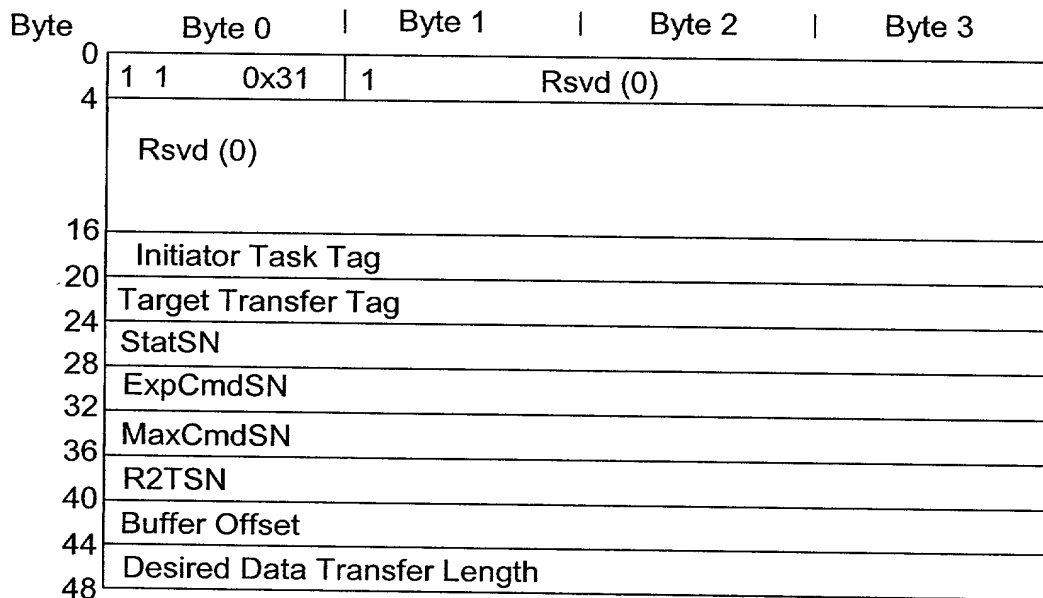 Byte Byte 0 | Byte 1 | Byte 2 | Byte 3
0
1 1 0x31 1 Rsvd (0)
4
Rsvd (0)
16
Initiator Task Tag
20
Target Transfer Tag
24
StatSN
28
ExpCmdSN
32
MaxCmdSN
36
R2TSN
40
Buffer Offset
44
Desired Data Transfer Length
48